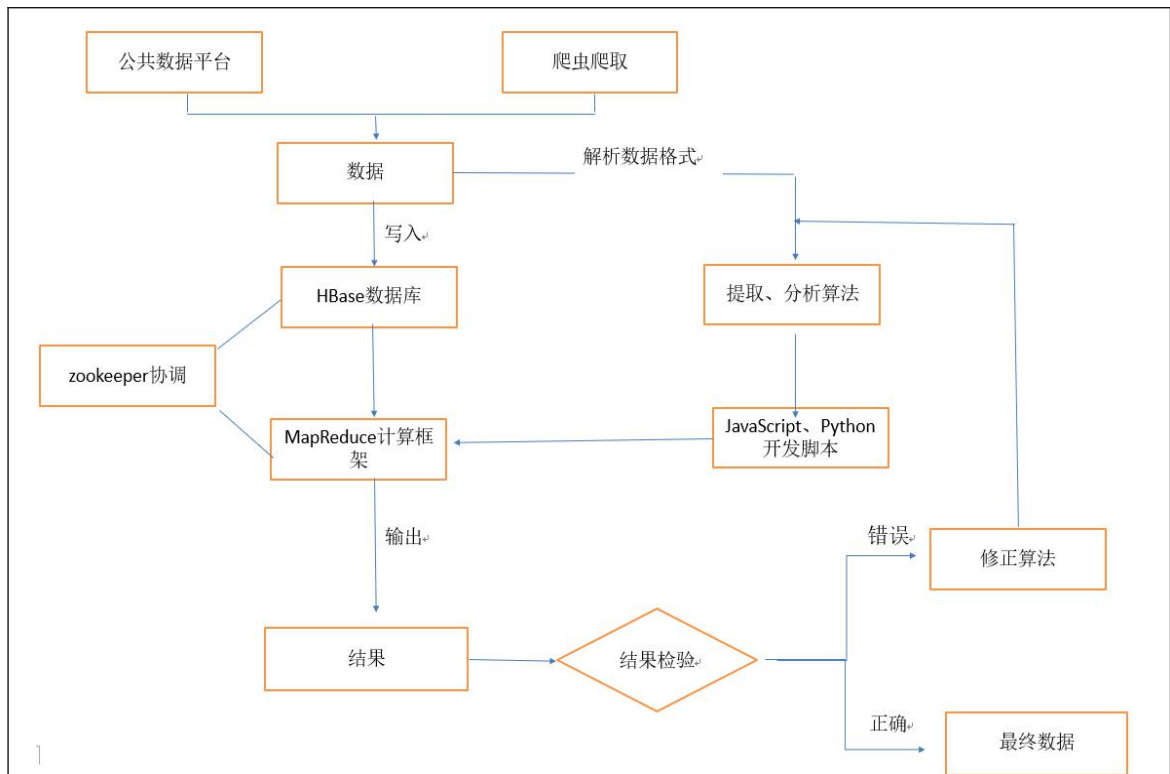 公共数据平台
爬虫爬取
数据
解析数据格式
写入
HBase数据库
提取、分析算法
zookeeper协调
MapReduce计算框
架
JavaScript、Python
开发脚本
输出
错误
修正算法
结果
结果检验
正确
最终数据